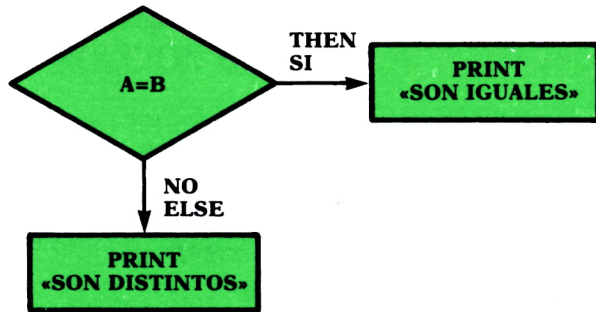 A=B
THEN
SI
PRINT
«SON IGUALES»
NO
ELSE
PRINT
«SON DISTINTOS»